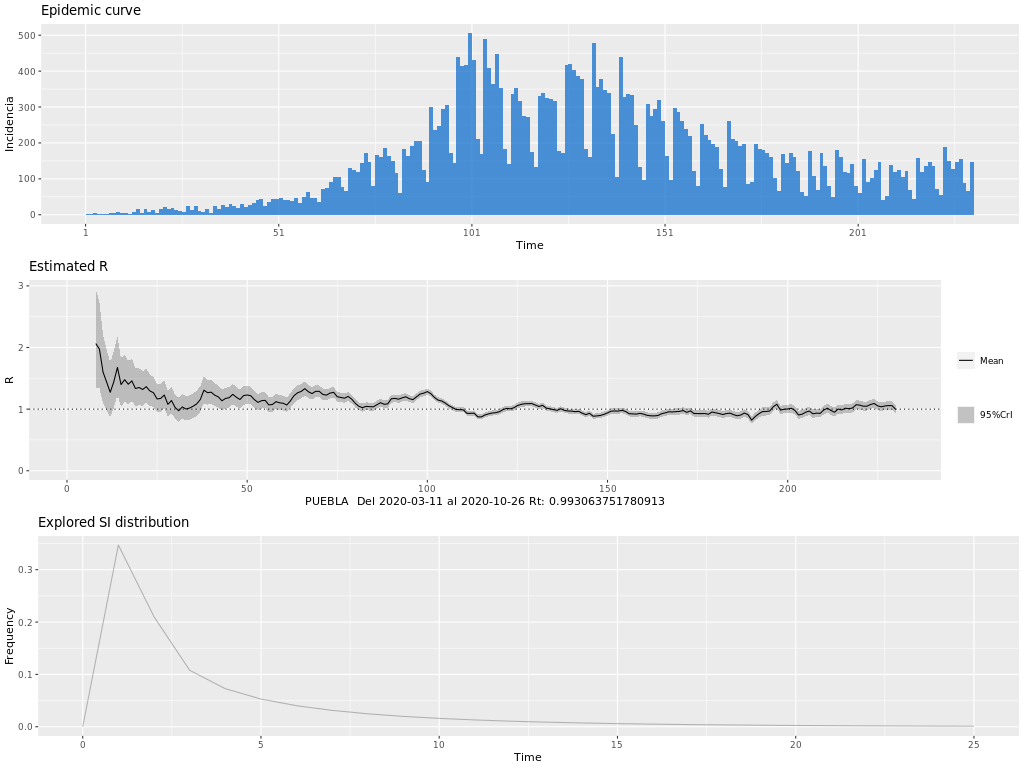 Epidemic curve
Incidencia
500
400
300
200
100
0
1 51 101 151 201
Time
Estimated R
R
3
2
1
0
0 50 100 150 200
PUEBLA  Del 2020-03-11 al 2020-10-26 Rt: 0.993063751780913
Mean
95%CrI
Explored SI distribution
Frequency
0.3
0.2
0.1
0.0
0 5 10 15 20 25
Time